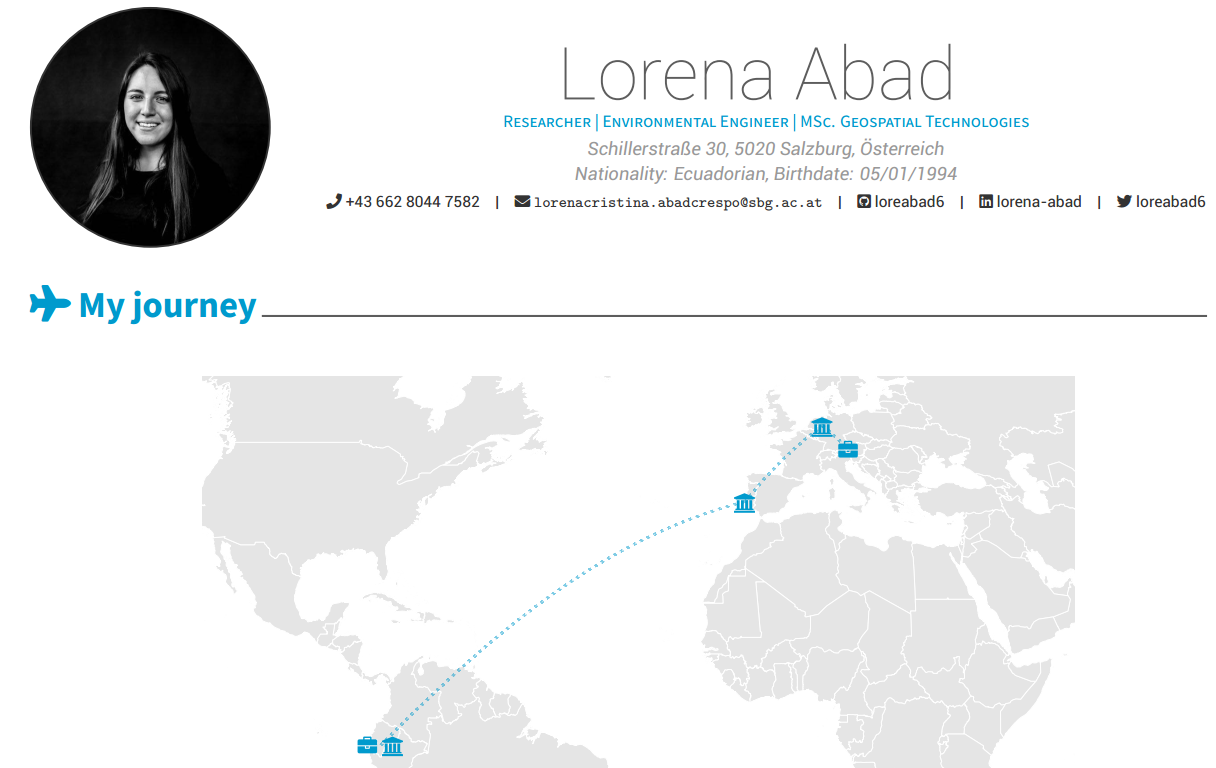 Lorena Abad
Researcher | Environmental Engineer | MSc. Geospatial Technologies
Schillerstraße 30, 5020 Salzburg, Österreich
Nationality: Ecuadorian, Birthdate: 05/01/1994
+43 662 8044 7582 | lorenacristina.abadcrespo@sbg.ac.at | loreabad6 | lorena-abad | loreabad6
My journey